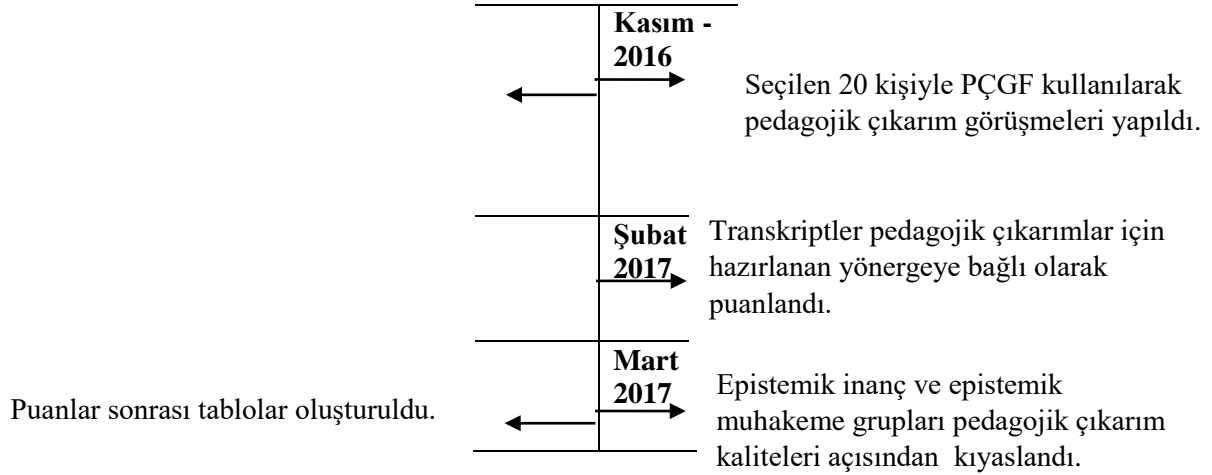 Kasım -
2016
Seçilen 20 kişiyle PÇGF kullanılarak
pedagojik çıkarım görüşmeleri yapıldı.
Şubat
2017
Transkriptler pedagojik çıkarımlar için
hazırlanan yönergeye bağlı olarak
puanlandı.
Mart
2017
Puanlar sonrası tablolar oluşturuldu.
Epistemik inanç ve epistemik
muhakeme grupları pedagojik çıkarım
kaliteleri açısından kıyaslandı.